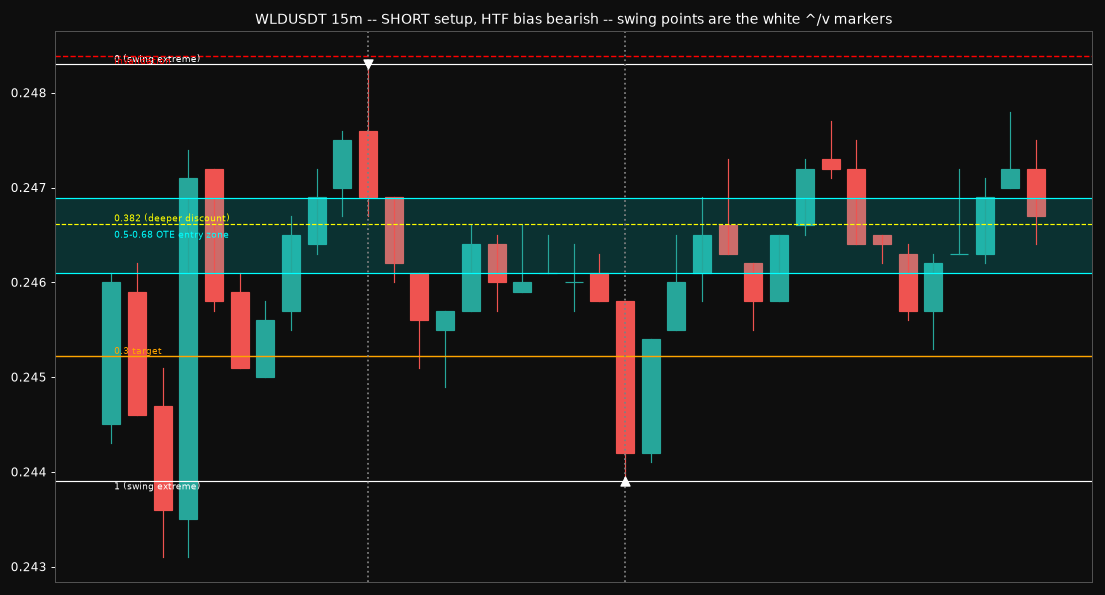 WLDUSDT 15m -- SHORT setup, HTF bias bearish -- swing points are the white ^/v markers
0 (swing extreme)
0.248
0.247
0.382 (deeper discount)
0.5-0.68 OTE entry zone
0.246
0.3 target
0.245
0.244
1 (swing extreme)
0.243